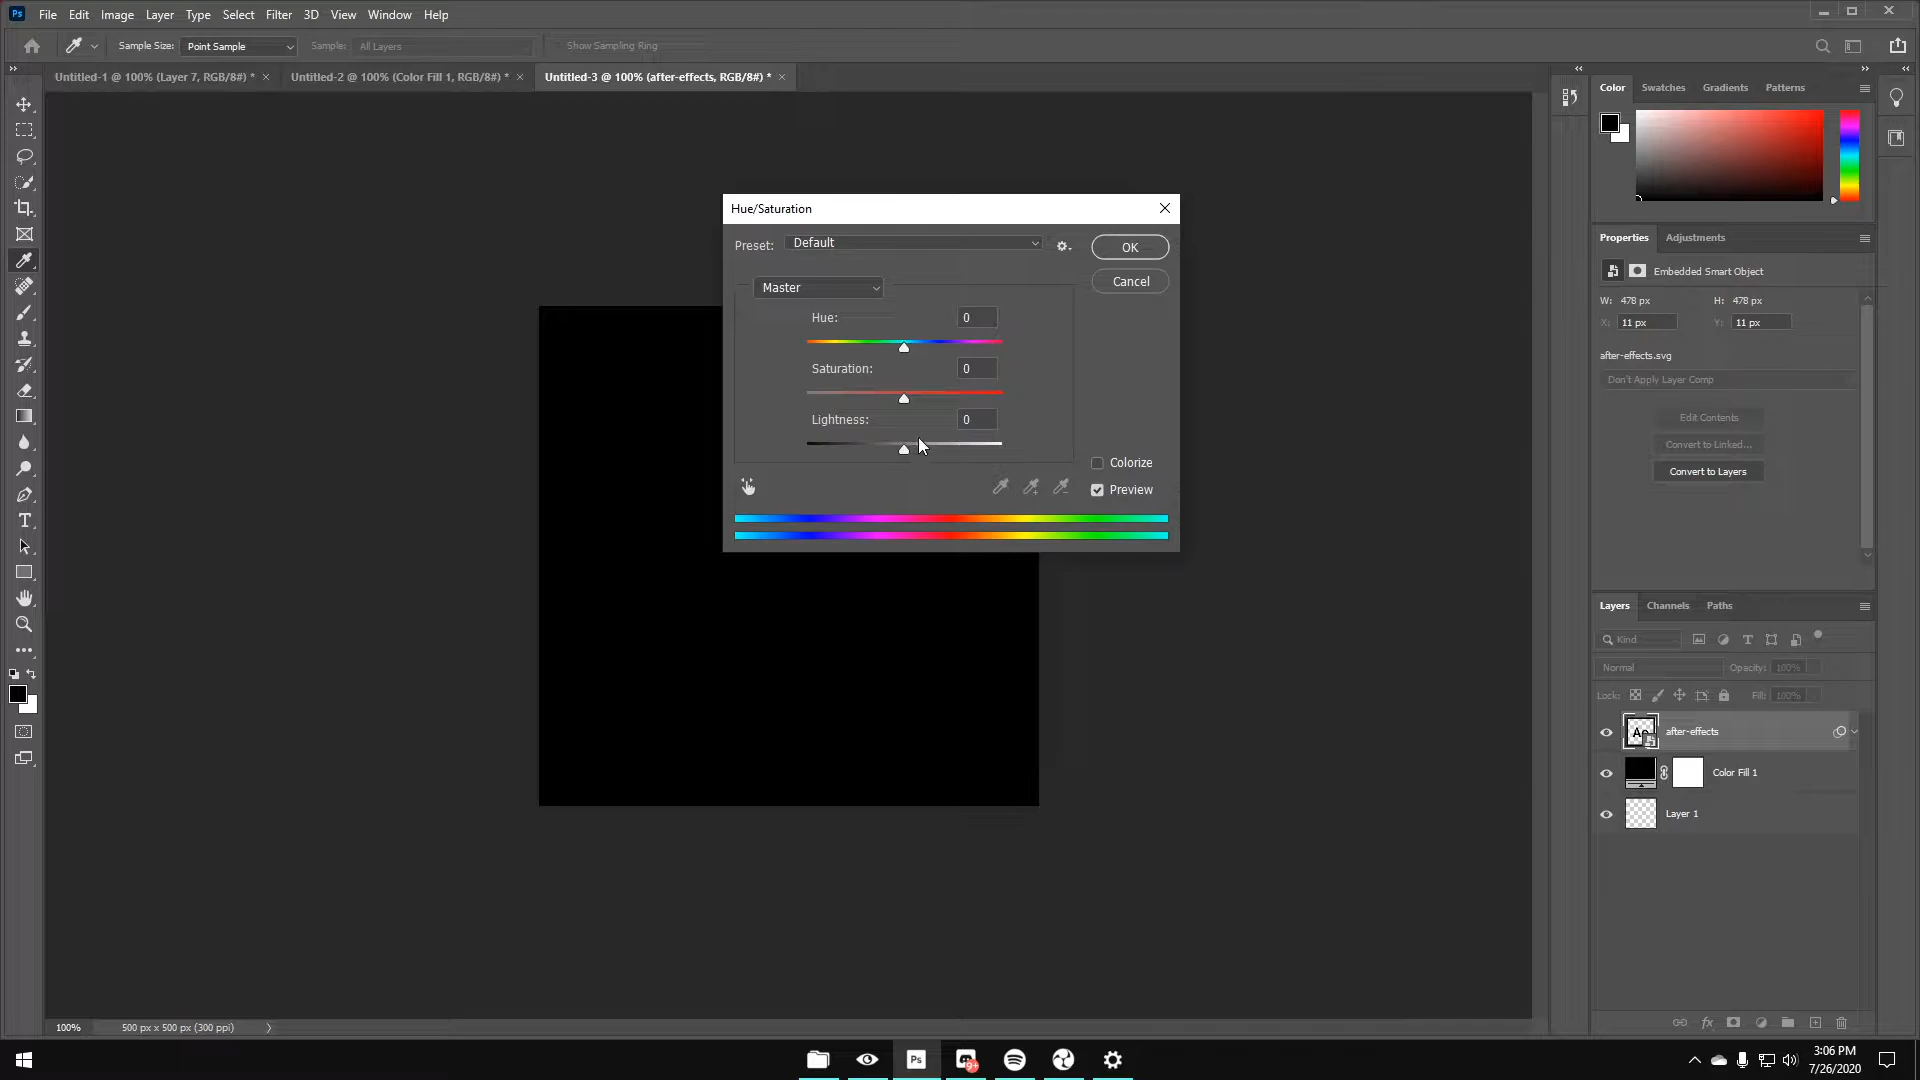 Ps File Edit Image Layer Type Select Filter 3D View Window Help
Sample Size: Point Sample Sample: All Layers Show Sampling Ring
Untitled-1 @ 100% (Layer 7, RGB/8#) * Untitled-2 @ 100% (Color Fill 1, RGB/8#) * Untitled-3 @ 100% (after-effects, RGB/8#) *
Color Swatches Gradients Patterns
Hue/Saturation
Preset: Default
OK
Cancel
Master
Hue: 0
Saturation: 0
Lightness: 0
Colorize
Preview
Properties Adjustments
Embedded Smart Object
W: 478 px H: 478 px
X: 11 px Y: 11 px
after-effects.svg
Don't Apply Layer Comp
Edit Contents
Convert to Linked...
Convert to Layers
Layers Channels Paths
Kind
Normal Opacity: 100%
Lock: Fill: 100%
after-effects
Color Fill 1
Layer 1
fx
100% 500 px x 500 px (300 ppi)
Ps 9+
3:06 PM
7/26/2020